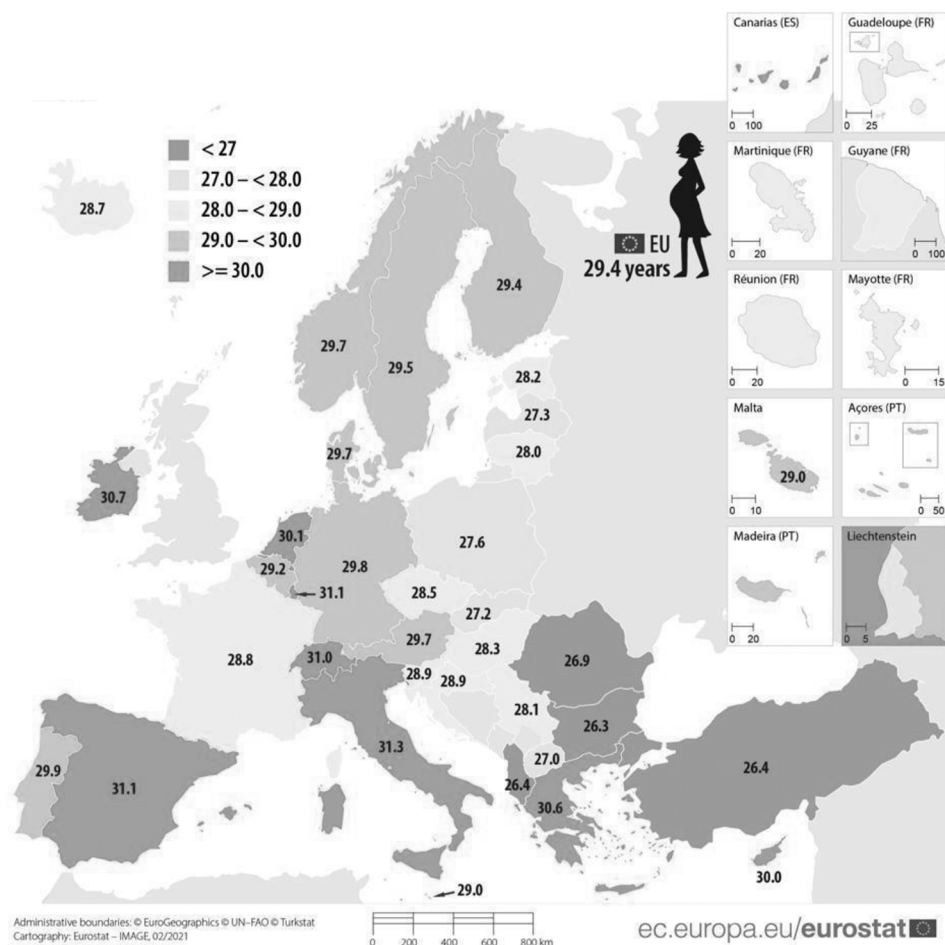 Canarias (ES)
0 100
Guadeloupe (FR)
0 25
Martinique (FR)
0 20
Guyane (FR)
0 100
Réunion (FR)
0 20
Mayotte (FR)
0 15
Malta
29.0
0 10
Açores (PT)
0 50
Madeira (PT)
0 20
Liechtenstein
0 5
< 27
27.0 – < 28.0
28.0 – < 29.0
29.0 – < 30.0
>= 30.0
EU
29.4 years
28.7
29.4
29.7
29.5
28.2
27.3
28.0
29.7
30.7
30.1
27.6
29.2
29.8
31.1
28.5
27.2
29.7
28.3
28.8
31.0
26.9
28.9
28.9
28.1
26.3
31.3
27.0
26.4
29.9
31.1
26.4
30.6
30.0
29.0
Administrative boundaries: © EuroGeographics © UN–FAO © Turkstat
Cartography: Eurostat – IMAGE, 02/2021
0 200 400 600 800 km
ec.europa.eu/eurostat